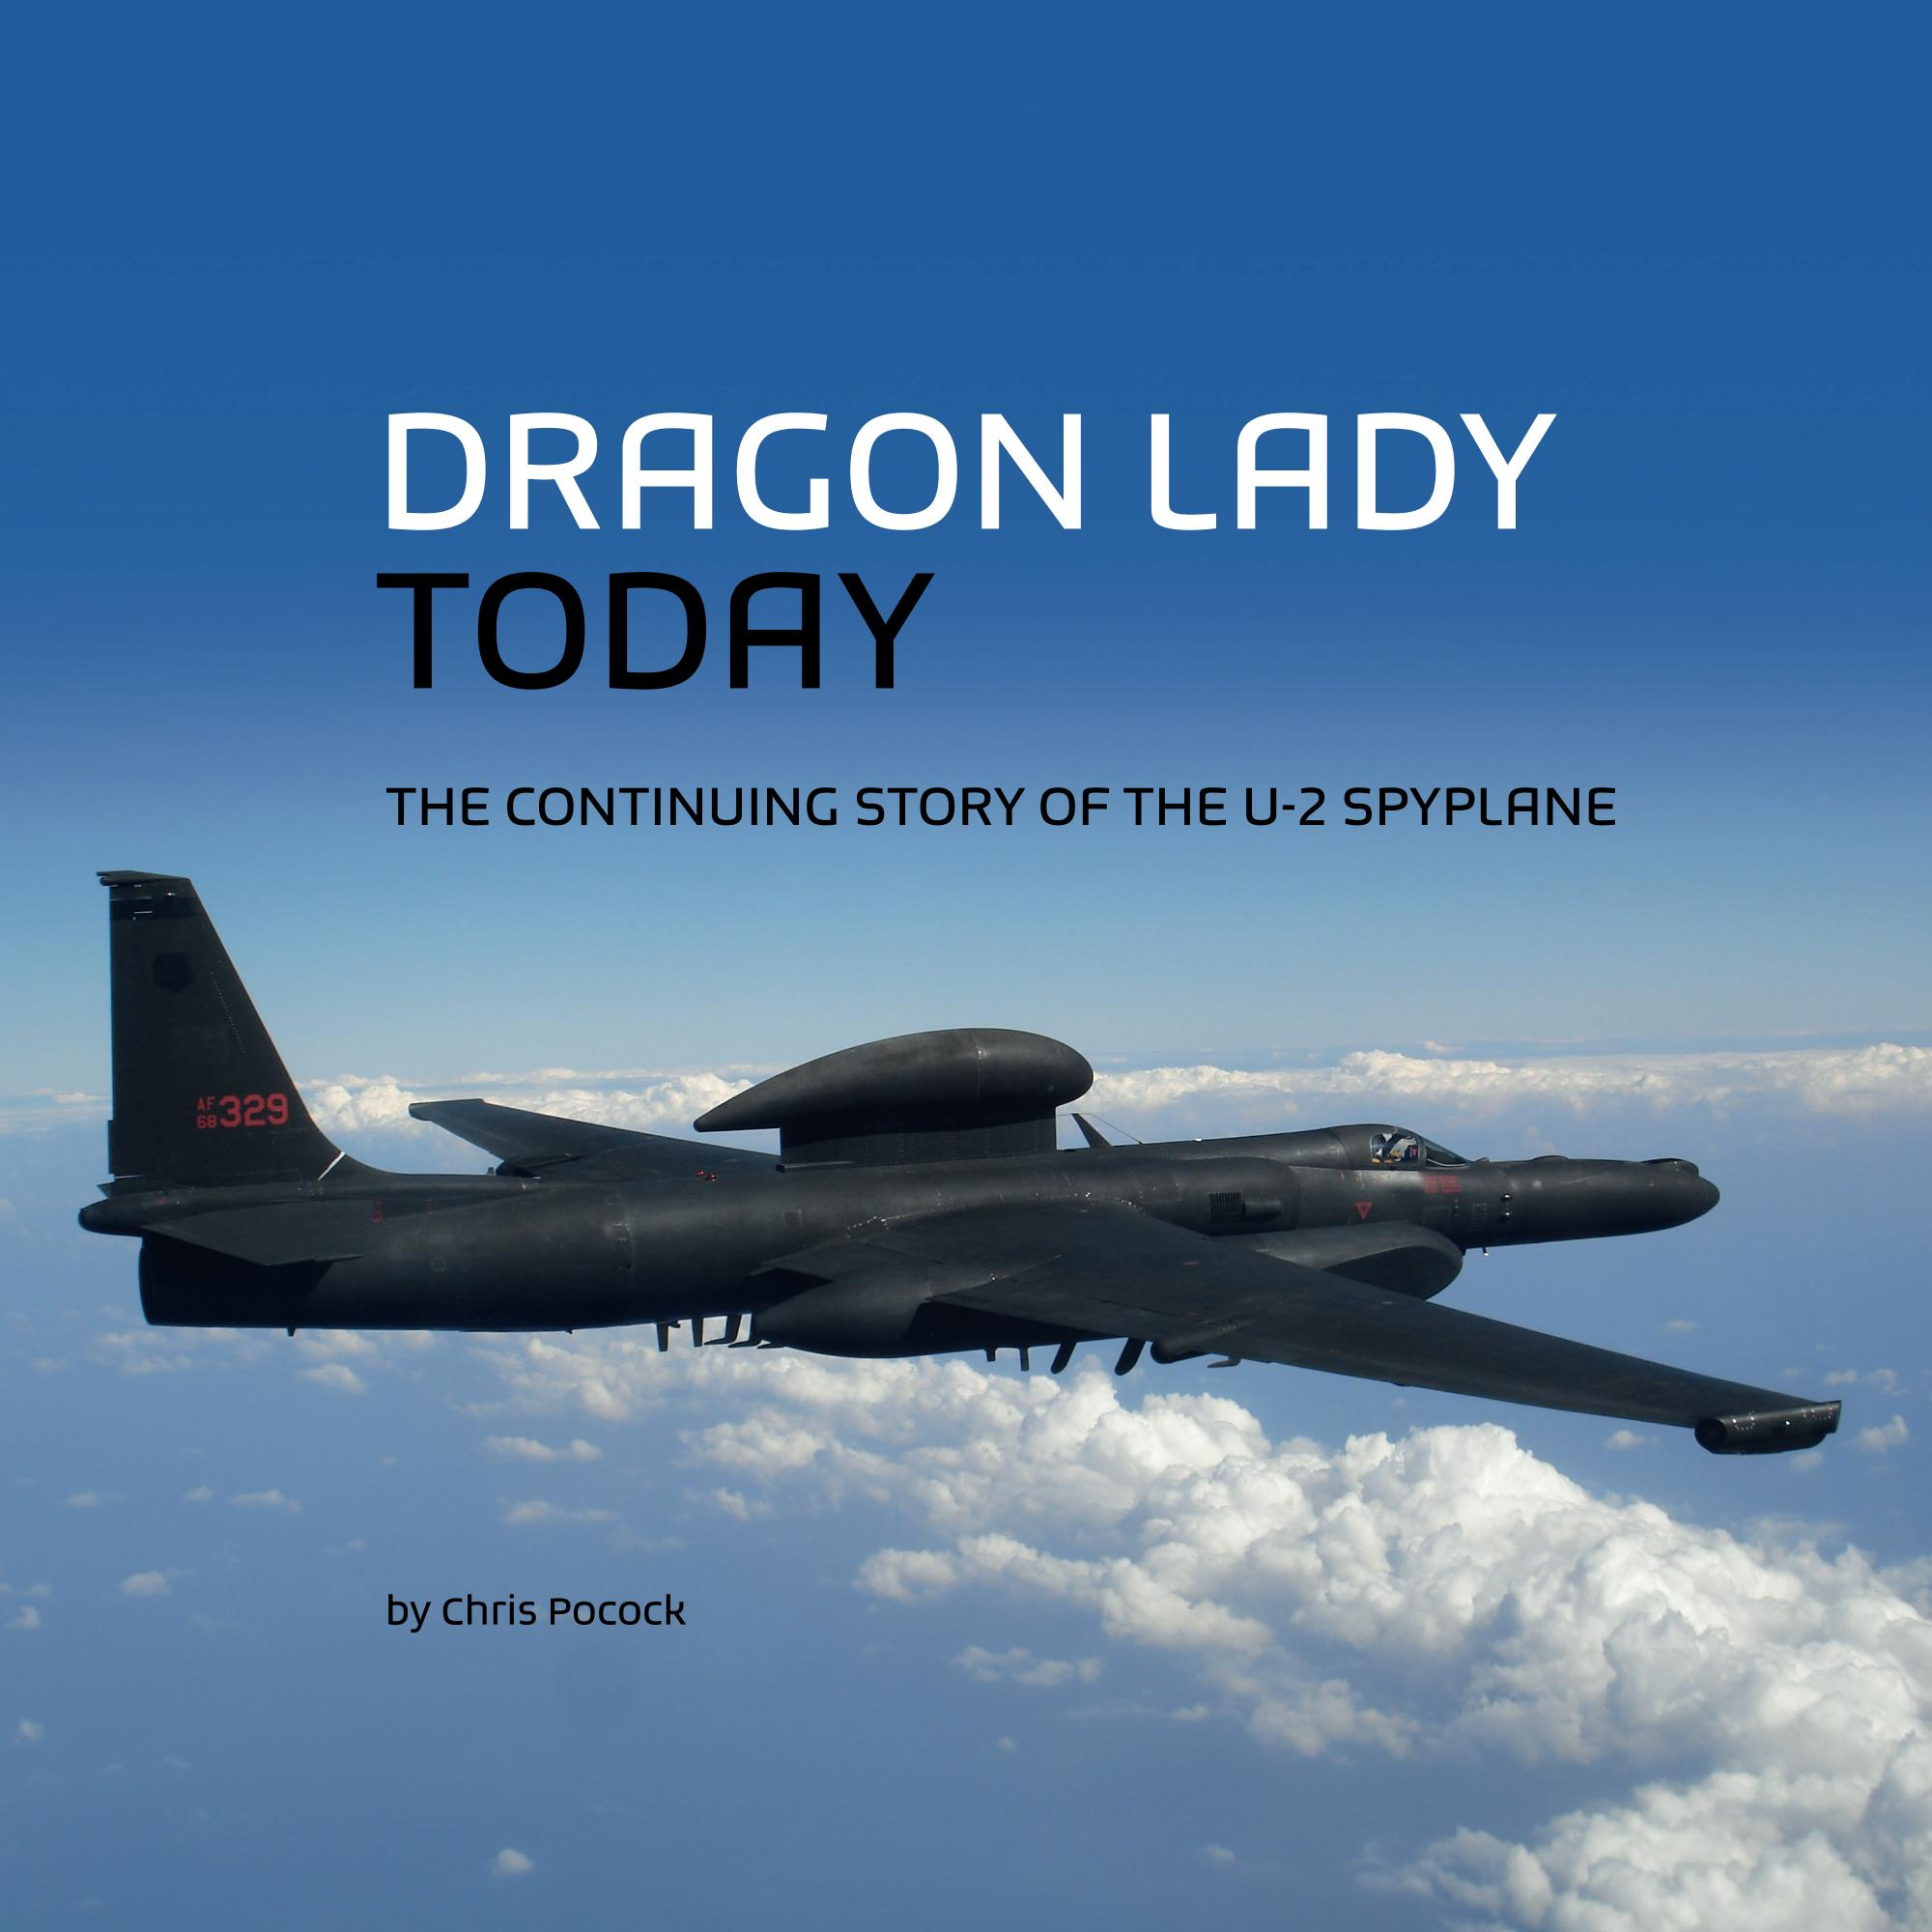 DRAGON LADY
TODAY
THE CONTINUING STORY OF THE U-2 SPYPLANE
AF
68 329
by Chris Pocock